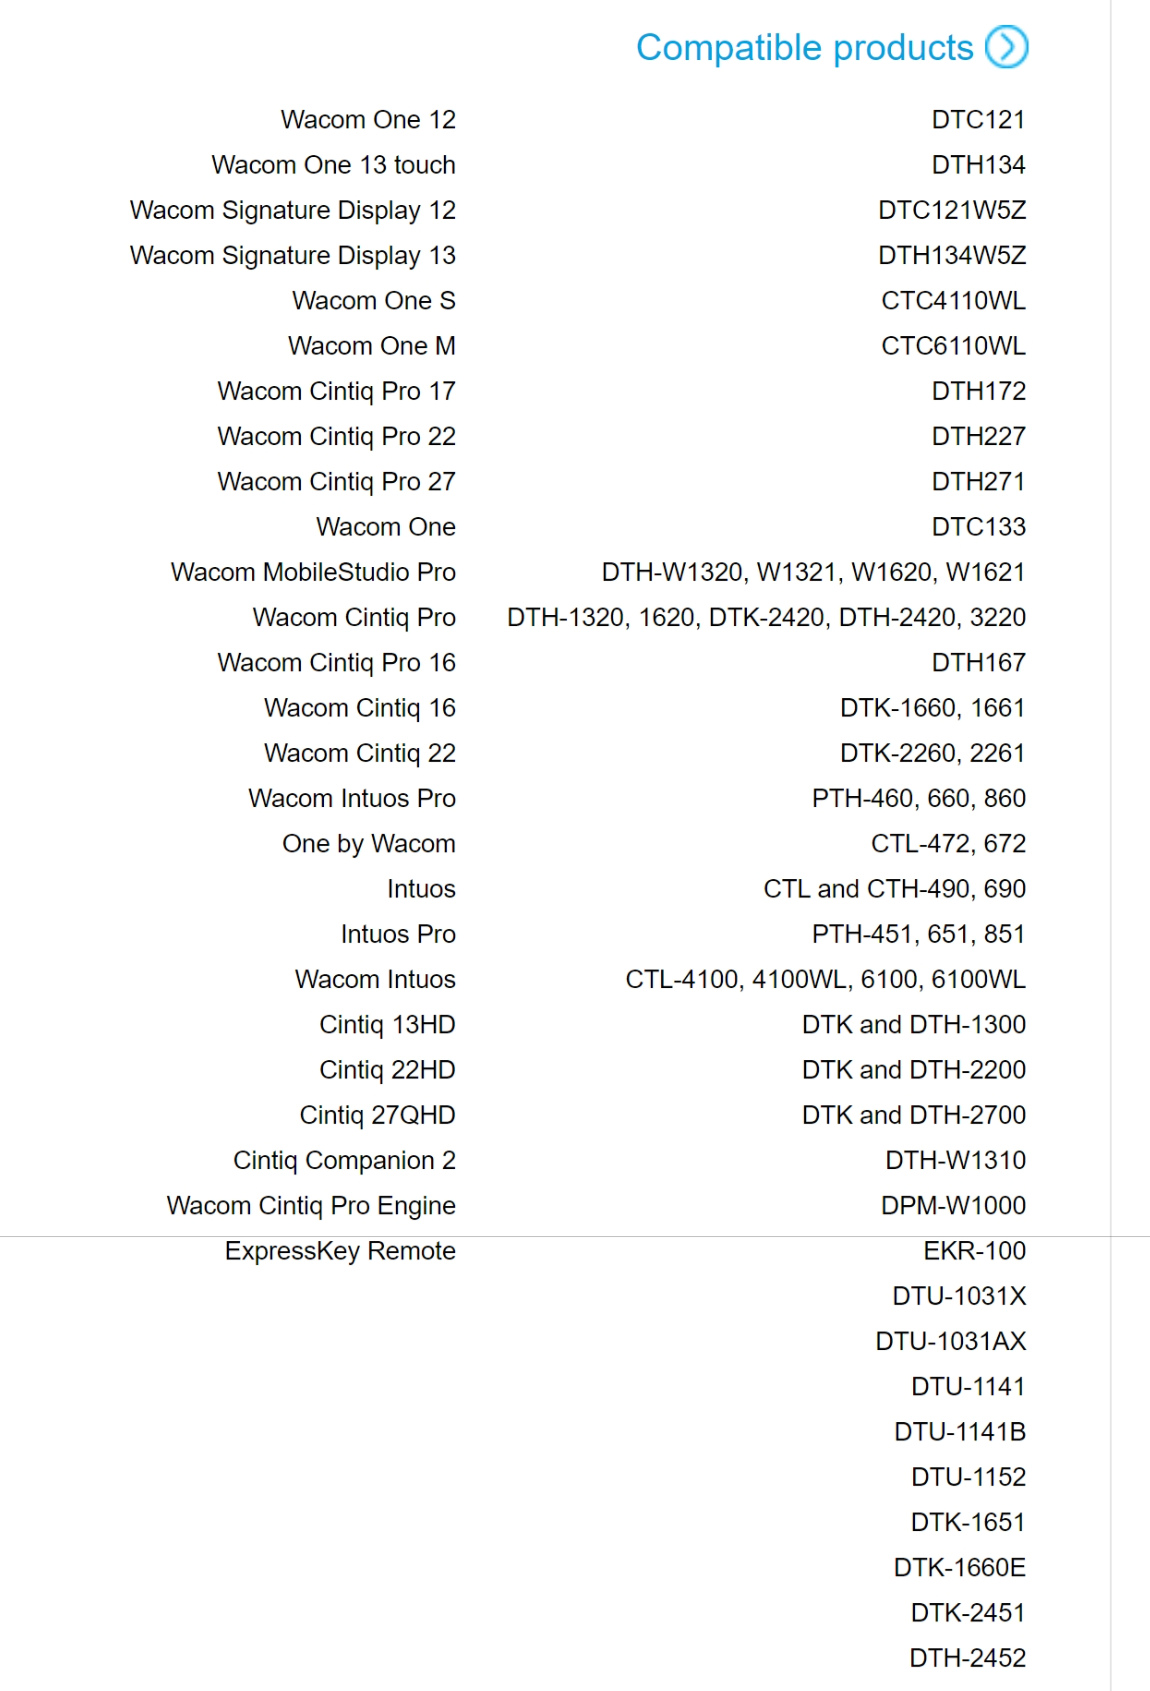 Compatible products
Wacom One 12 DTC121
Wacom One 13 touch DTH134
Wacom Signature Display 12 DTC121W5Z
Wacom Signature Display 13 DTH134W5Z
Wacom One S CTC4110WL
Wacom One M CTC6110WL
Wacom Cintiq Pro 17 DTH172
Wacom Cintiq Pro 22 DTH227
Wacom Cintiq Pro 27 DTH271
Wacom One DTC133
Wacom MobileStudio Pro DTH-W1320, W1321, W1620, W1621
Wacom Cintiq Pro DTH-1320, 1620, DTK-2420, DTH-2420, 3220
Wacom Cintiq Pro 16 DTH167
Wacom Cintiq 16 DTK-1660, 1661
Wacom Cintiq 22 DTK-2260, 2261
Wacom Intuos Pro PTH-460, 660, 860
One by Wacom CTL-472, 672
Intuos CTL and CTH-490, 690
Intuos Pro PTH-451, 651, 851
Wacom Intuos CTL-4100, 4100WL, 6100, 6100WL
Cintiq 13HD DTK and DTH-1300
Cintiq 22HD DTK and DTH-2200
Cintiq 27QHD DTK and DTH-2700
Cintiq Companion 2 DTH-W1310
Wacom Cintiq Pro Engine DPM-W1000
ExpressKey Remote EKR-100
DTU-1031X
DTU-1031AX
DTU-1141
DTU-1141B
DTU-1152
DTK-1651
DTK-1660E
DTK-2451
DTH-2452